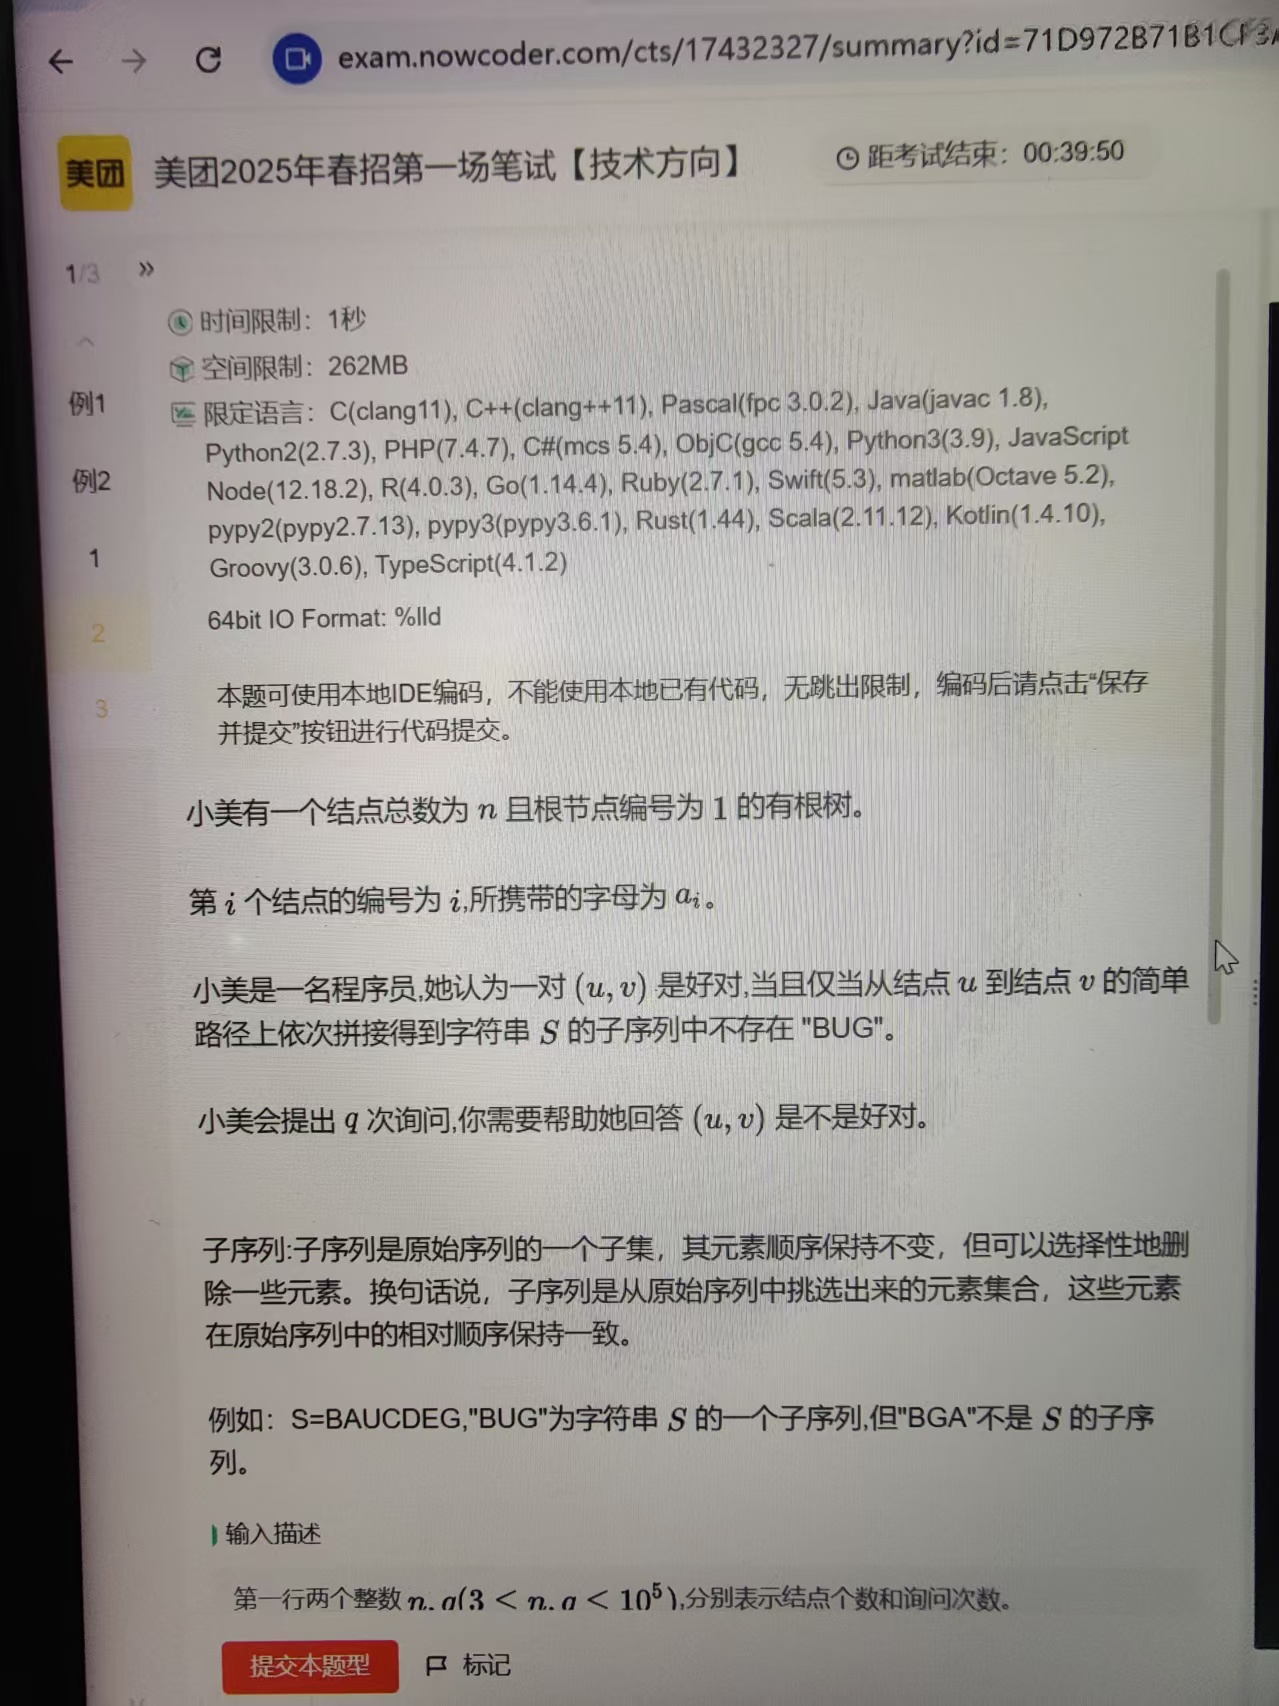 exam.nowcoder.com/cts/17432327/summary?id=71D972B71B1CF3
美团
美团2025年春招第一场笔试【技术方向】
距考试结束：00:39:50
1/3 »
时间限制：1秒
空间限制：262MB
例1
限定语言：C(clang11), C++(clang++11), Pascal(fpc 3.0.2), Java(javac 1.8),
Python2(2.7.3), PHP(7.4.7), C#(mcs 5.4), ObjC(gcc 5.4), Python3(3.9), JavaScript
例2
Node(12.18.2), R(4.0.3), Go(1.14.4), Ruby(2.7.1), Swift(5.3), matlab(Octave 5.2),
pypy2(pypy2.7.13), pypy3(pypy3.6.1), Rust(1.44), Scala(2.11.12), Kotlin(1.4.10),
1
Groovy(3.0.6), TypeScript(4.1.2)
64bit IO Format: %lld
2
本题可使用本地IDE编码，不能使用本地已有代码，无跳出限制，编码后请点击“保存
3
并提交”按钮进行代码提交。
小美有一个结点总数为 n 且根节点编号为 1 的有根树。
第 i 个结点的编号为 i,所携带的字母为 aᵢ。
小美是一名程序员,她认为一对 (u, v) 是好对,当且仅当从结点 u 到结点 v 的简单
路径上依次拼接得到字符串 S 的子序列中不存在 "BUG"。
小美会提出 q 次询问,你需要帮助她回答 (u, v) 是不是好对。
子序列:子序列是原始序列的一个子集，其元素顺序保持不变，但可以选择性地删
除一些元素。换句话说，子序列是从原始序列中挑选出来的元素集合，这些元素
在原始序列中的相对顺序保持一致。
例如：S=BAUCDEG,"BUG"为字符串 S 的一个子序列,但"BGA"不是 S 的子序
列。
输入描述
第一行两个整数 n, q(3 < n, q < 10⁵),分别表示结点个数和询问次数。
提交本题型
标记